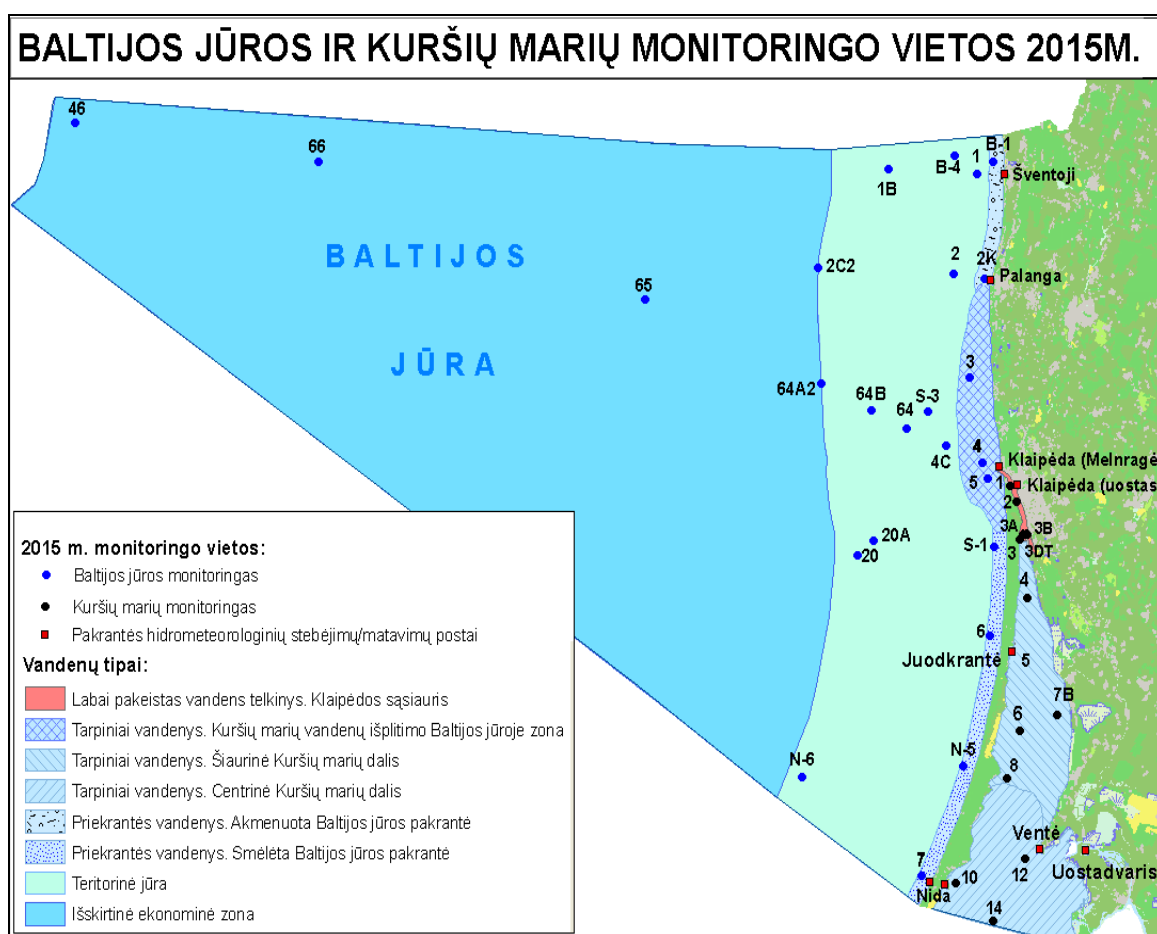 BALTIJOS JŪROS IR KURŠIŲ MARIŲ MONITORINGO VIETOS 2015M.
46
66
B-1
B-4
1
1B
Šventoji
BALTIJOS
2C2
2
2K
Palanga
65
JŪRA
3
64A2
64B
S-3
64
4C
4
Klaipėda (Melnragė
5
1
Klaipėda (uostas
2
3A
3B
20A
S-1
3
3DT
20
4
6
Juodkrantė
5
7B
6
N-6
N-5
8
Ventė
7
10
12
Uostadvaris
Nida
14
2015 m. monitoringo vietos:
Baltijos jūros monitoringas
Kuršių marių monitoringas
Pakrantės hidrometeorologinių stebėjimų/matavimų postai
Vandenų tipai:
Labai pakeistas vandens telkinys. Klaipėdos sąsiauris
Tarpiniai vandenys. Kuršių marių vandenų išplitimo Baltijos jūroje zona
Tarpiniai vandenys. Šiaurinė Kuršių marių dalis
Tarpiniai vandenys. Centrinė Kuršių marių dalis
Priekrantės vandenys. Akmenuota Baltijos jūros pakrantė
Priekrantės vandenys. Smėlėta Baltijos jūros pakrantė
Teritorinė jūra
Išskirtinė ekonominė zona